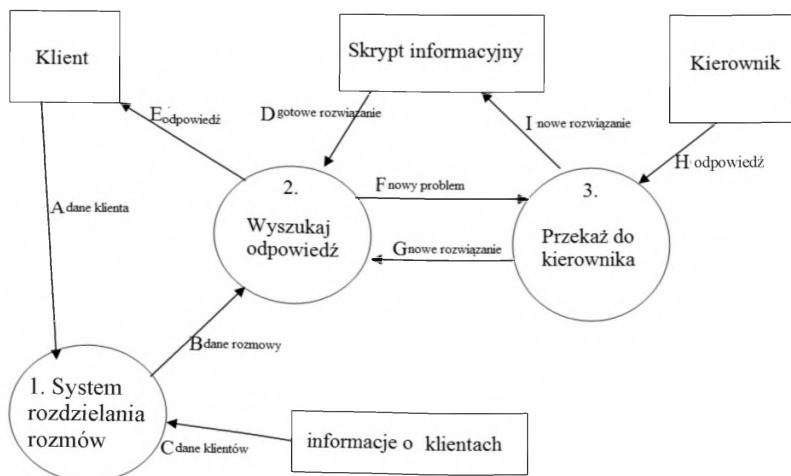 Klient
Skrypt informacyjny
Kierownik
E odpowiedź
D gotowe rozwiązanie
I nowe rozwiązanie
H odpowiedź
2.
Wyszukaj
odpowiedź
F nowy problem
3.
Przekaż do
kierownika
A dane klienta
G nowe rozwiązanie
B dane rozmowy
1. System
rozdzielania
rozmów
C dane klientów
informacje o klientach